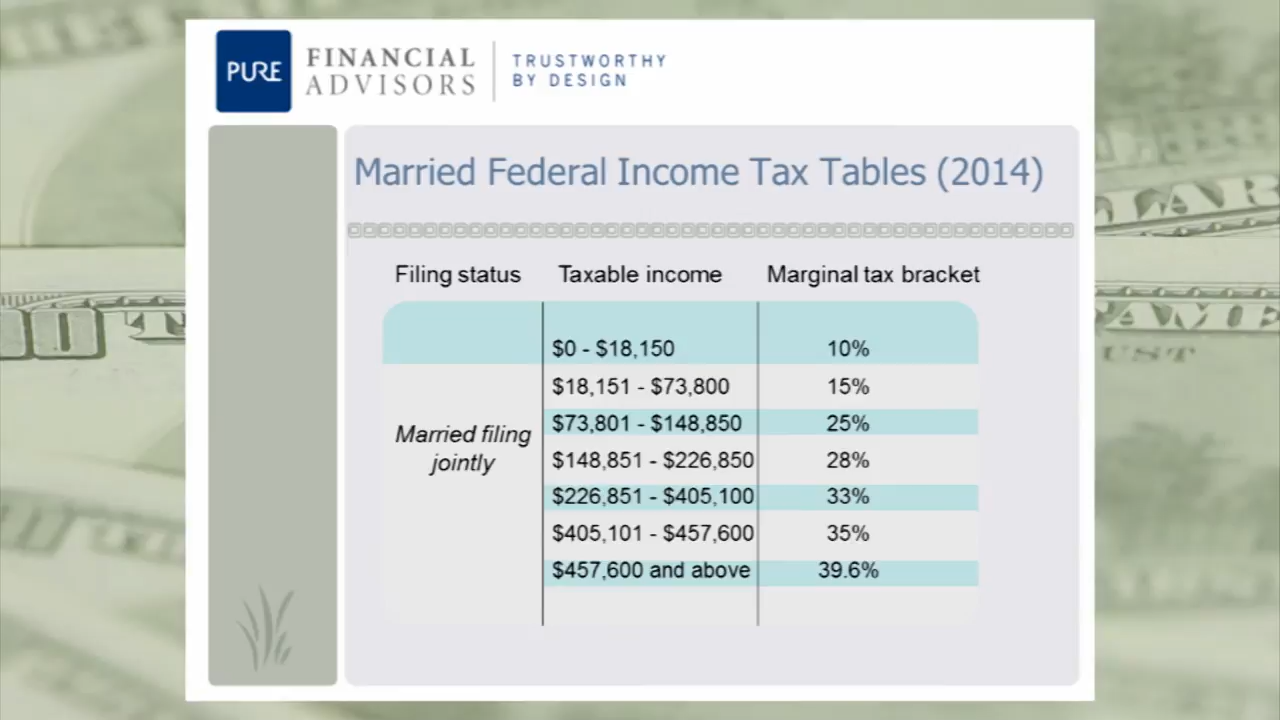 PURE
FINANCIAL
ADVISORS
TRUSTWORTHY
BY DESIGN
Married Federal Income Tax Tables (2014)
Filing status Taxable income Marginal tax bracket
$0 - $18,150 10%
$18,151 - $73,800 15%
$73,801 - $148,850 25%
Married filing
jointly
$148,851 - $226,850 28%
$226,851 - $405,100 33%
$405,101 - $457,600 35%
$457,600 and above 39.6%
LAR
AME
UST